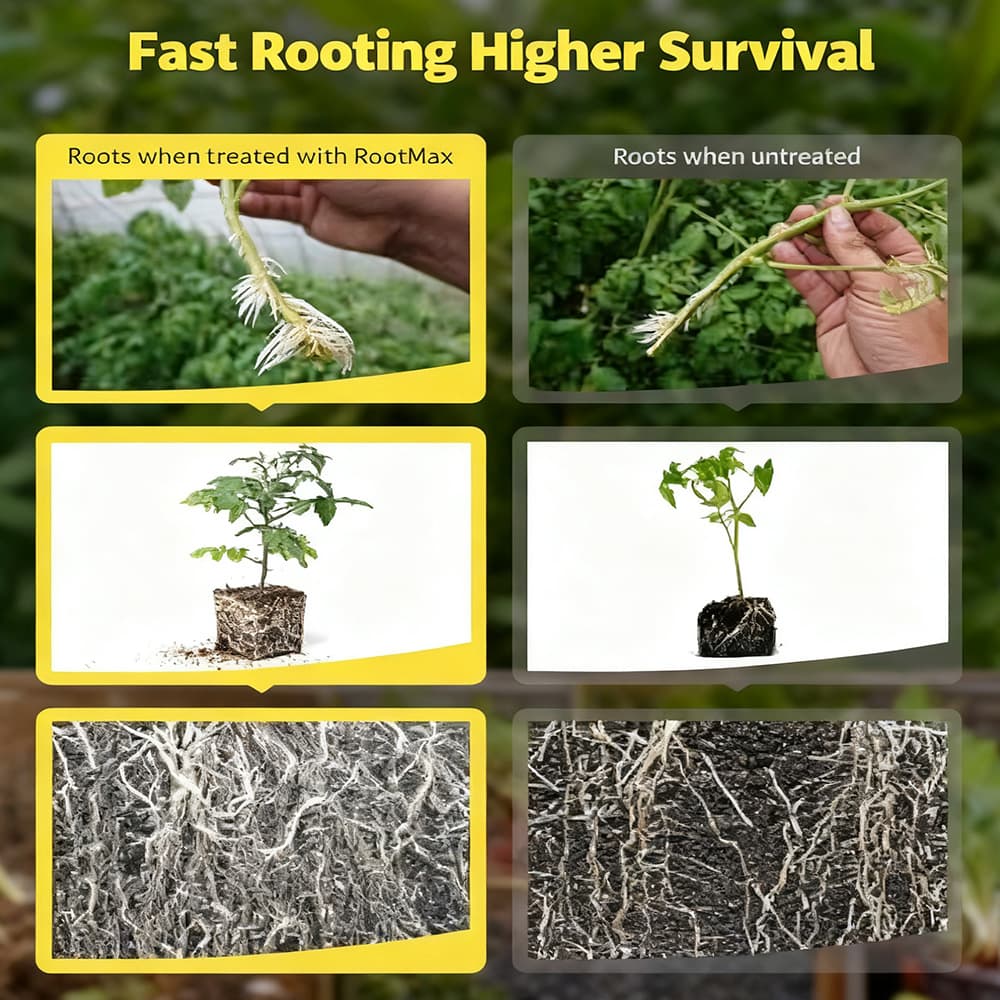 Fast Rooting Higher Survival
Roots when treated with RootMax
Roots when untreated